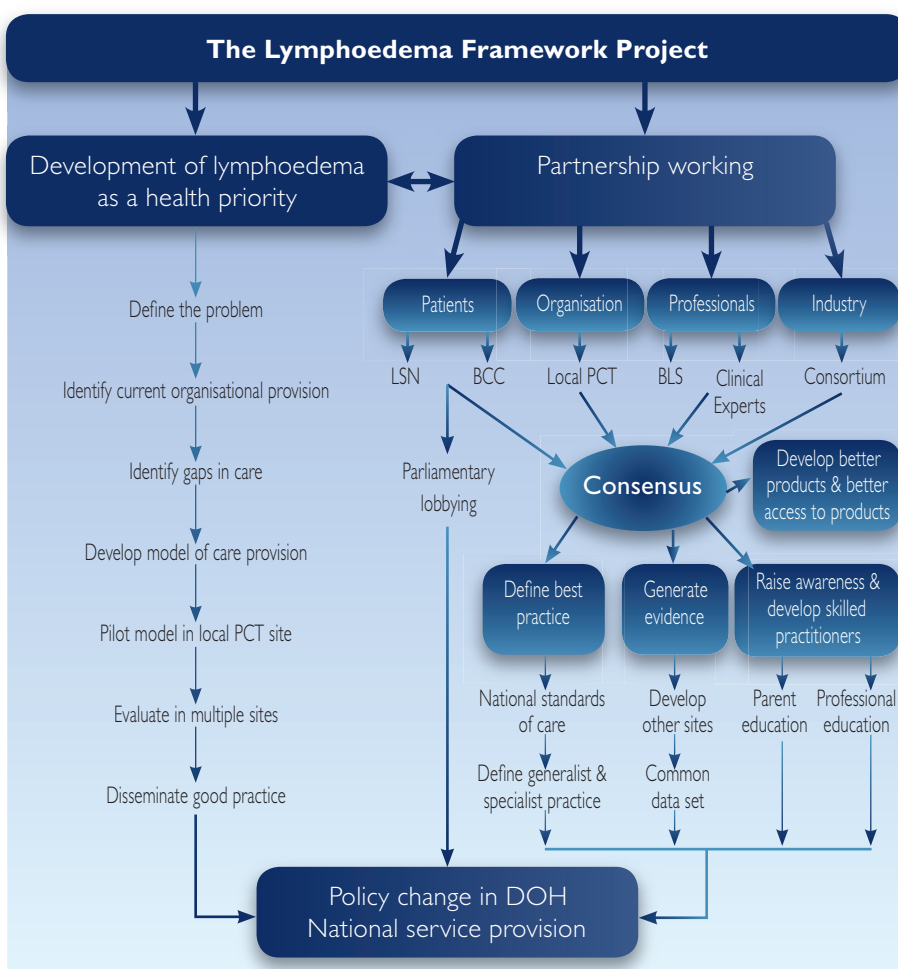 The Lymphoedema Framework Project
Development of lymphoedema
as a health priority
Partnership working
Patients
Organisation
Professionals
Industry
LSN
BCC
Local PCT
BLS
Clinical
Experts
Consortium
Define the problem
Identify current organisational provision
Identify gaps in care
Develop model of care provision
Pilot model in local PCT site
Evaluate in multiple sites
Disseminate good practice
Parliamentary
lobbying
Consensus
Develop better
products & better
access to products
Define best
practice
Generate
evidence
Raise awareness &
develop skilled
practitioners
National standards
of care
Develop
other sites
Parent
education
Professional
education
Define generalist &
specialist practice
Common
data set
Policy change in DOH
National service provision